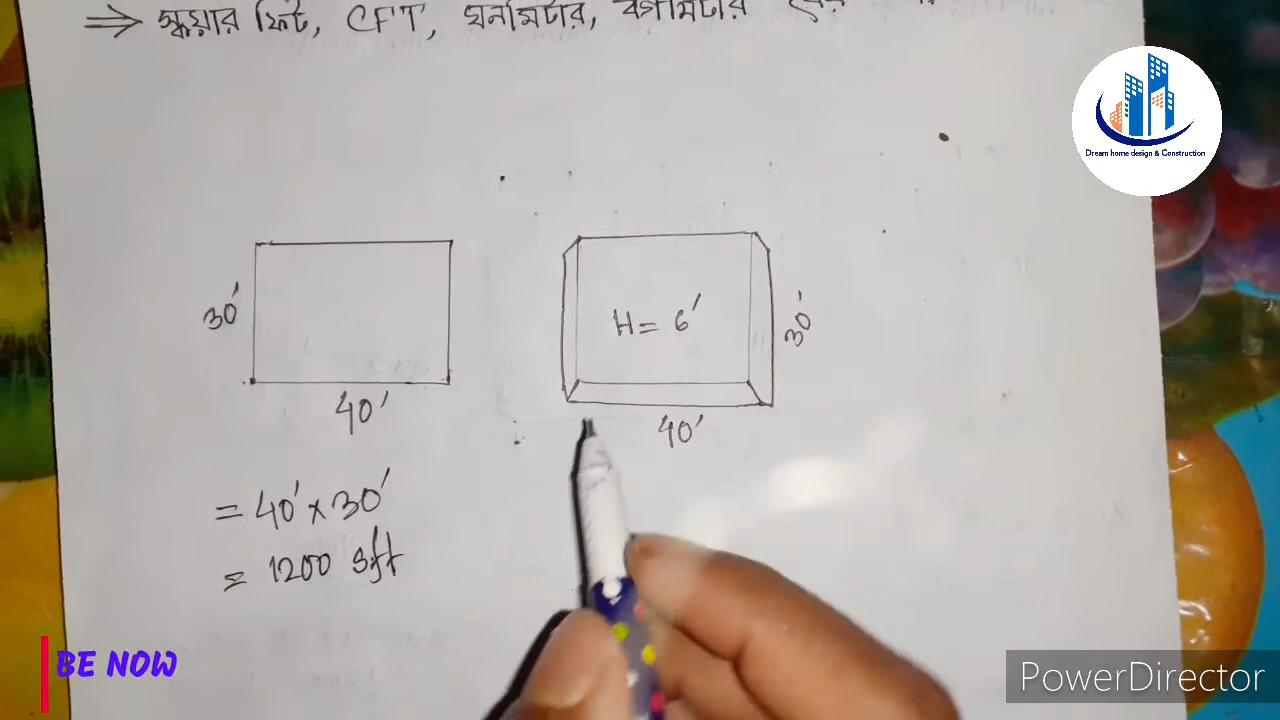 ⇒ স্কয়ার ফিট, CFT, ঘনমিটার, বর্গমিটার
Dream home design & Construction
30'
40'
H = 6'
30'
40'
= 40' x 30'
= 1200 sft
BE NOW
PowerDirector